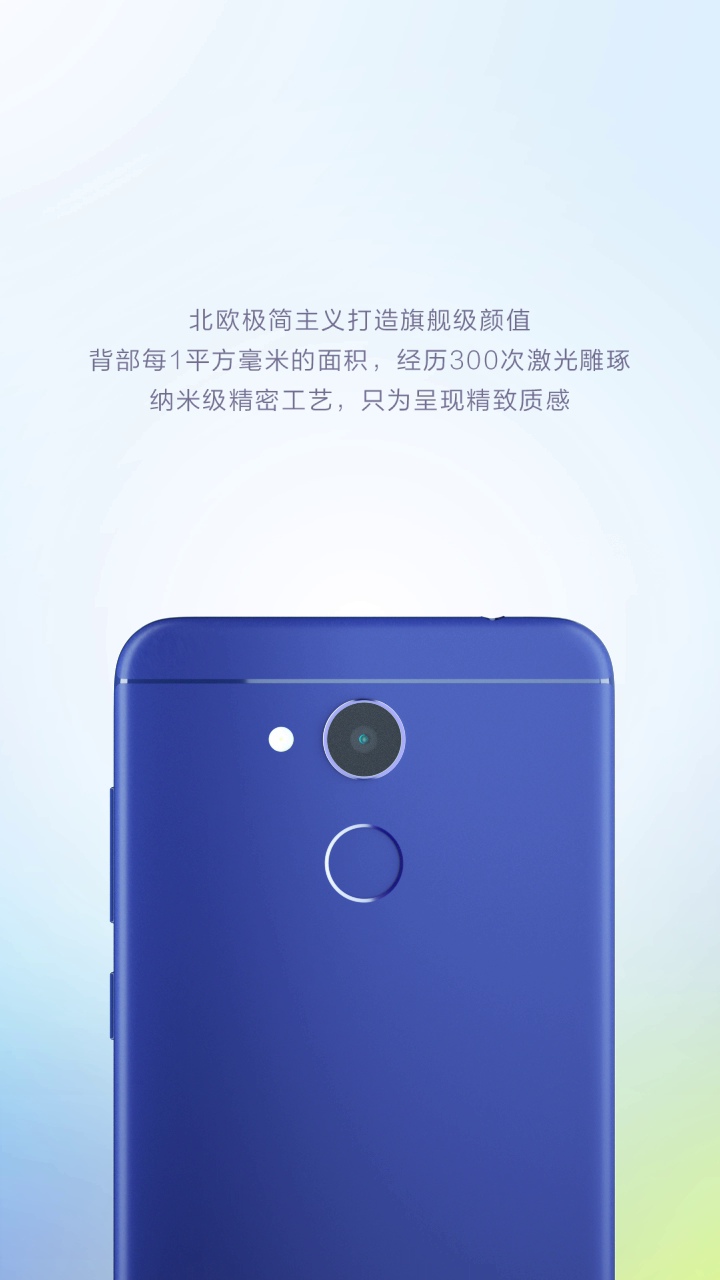 北欧极简主义打造旗舰级颜值
背部每1平方毫米的面积，经历300次激光雕琢
纳米级精密工艺，只为呈现精致质感